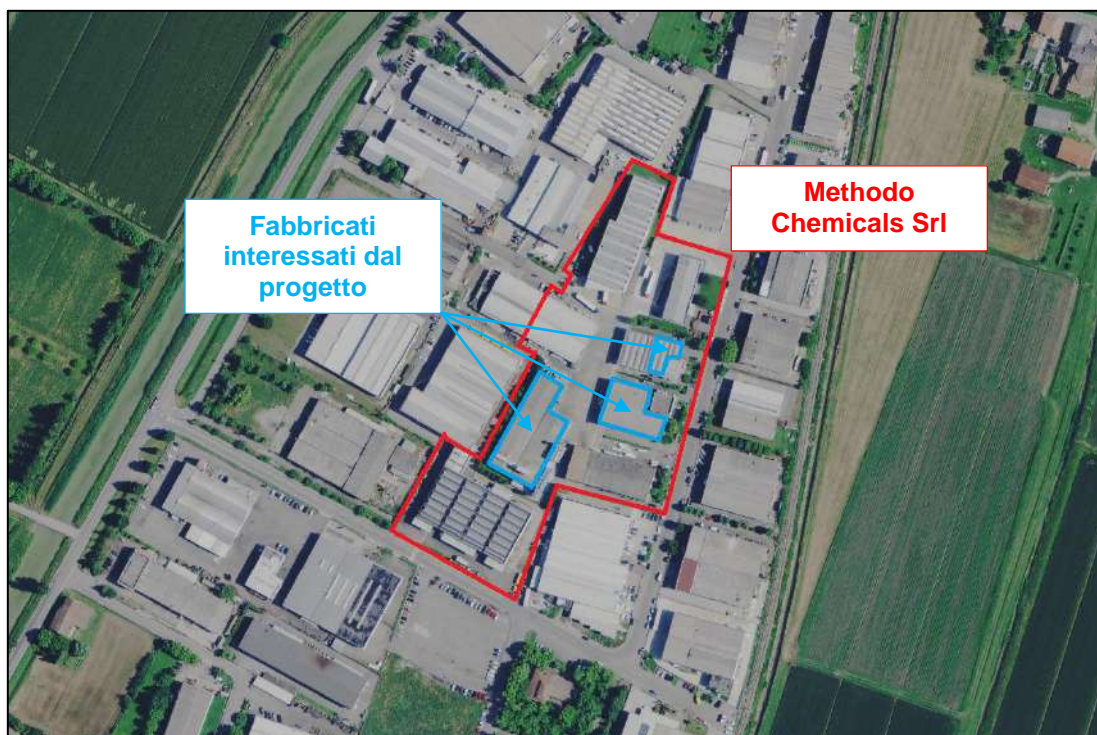 Fabbricati
interessati dal
progetto
Methodo
Chemicals Srl